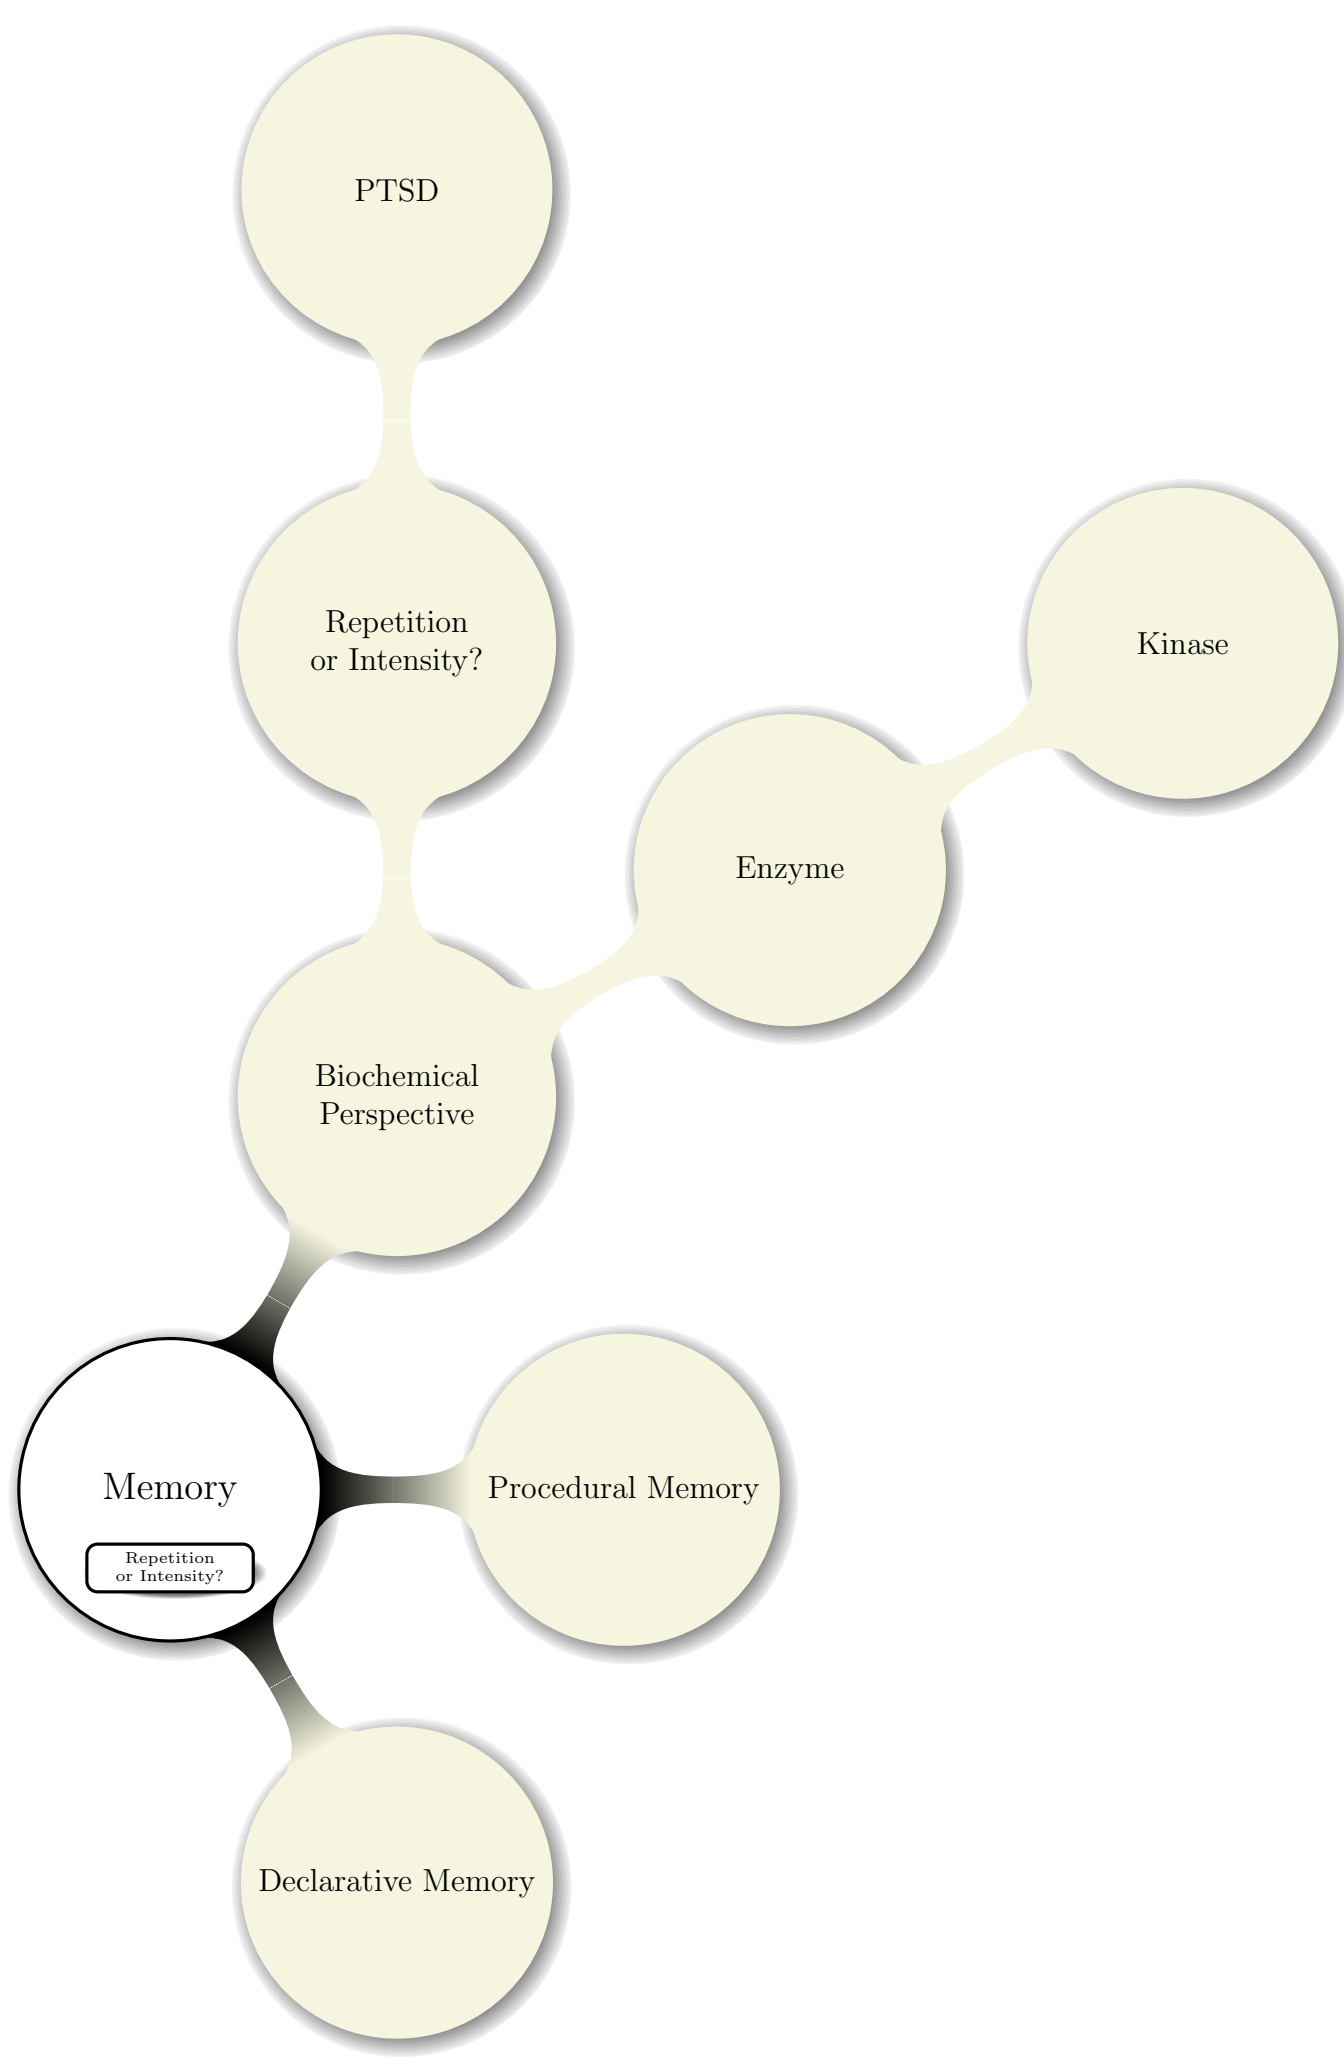 PTSD
Repetition
or Intensity?
Kinase
Enzyme
Biochemical
Perspective
Memory
Procedural Memory
Repetition
or Intensity?
Declarative Memory